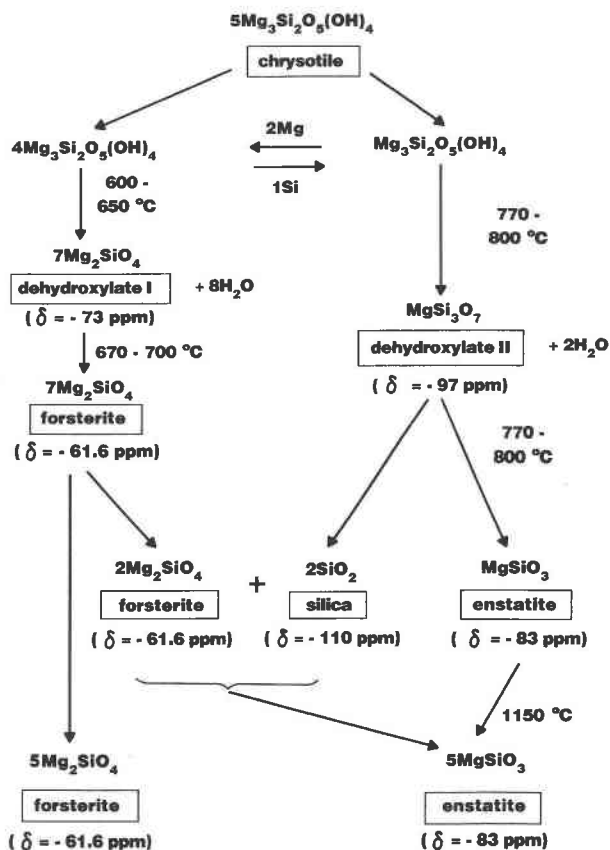 5Mg₃Si₂O₅(OH)₄
chrysotile
4Mg₃Si₂O₅(OH)₄
2Mg
1Si
Mg₃Si₂O₅(OH)₄
600 -
650 °C
770 -
800 °C
7Mg₂SiO₄
dehydroxylate I + 8H₂O
( δ = - 73 ppm)
MgSi₃O₇
dehydroxylate II + 2H₂O
( δ = - 97 ppm)
670 - 700 °C
7Mg₂SiO₄
forsterite
( δ = - 61.6 ppm)
770 -
800 °C
2Mg₂SiO₄ + 2SiO₂ MgSiO₃
forsterite silica enstatite
( δ = - 61.6 ppm) ( δ = - 110 ppm) ( δ = - 83 ppm)
1150 °C
5Mg₂SiO₄ 5MgSiO₃
forsterite enstatite
( δ = - 61.6 ppm) ( δ = - 83 ppm)